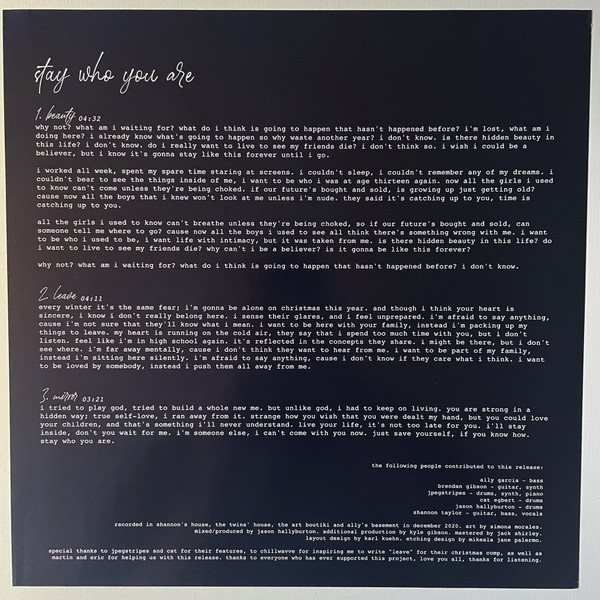 stay who you are
1. beauty 04:32
why not? what am i waiting for? what do i think is going to happen that hasn't happened before? i'm lost, what am i
doing here? i already know what's going to happen so why waste another year? i don't know. is there hidden beauty in
this life? i don't know. do i really want to live to see my friends die? i don't think so. i wish i could be a
believer, but i know it's gonna stay like this forever until i go.
i worked all week, spent my spare time staring at screens. i couldn't sleep, i couldn't remember any of my dreams. i
couldn't bear to see the things inside of me, i want to be who i was at age thirteen again. now all the girls i used
to know can't come unless they're being choked. if our future's bought and sold, is growing up just getting old?
cause now all the boys that i knew won't look at me unless i'm nude. they said it's catching up to you, time is
catching up to you.
all the girls i used to know can't breathe unless they're being choked, so if our future's bought and sold, can
someone tell me where to go? cause now all the boys i used to see all think there's something wrong with me. i want
to be who i used to be, i want life with intimacy, but it was taken from me. is there hidden beauty in this life? do
i want to live to see my friends die? why can't i be a believer? is it gonna be like this forever?
why not? what am i waiting for? what do i think is going to happen that hasn't happened before? i don't know.
2. leave 04:11
every winter it's the same fear; i'm gonna be alone on christmas this year. and though i think your heart is
sincere, i know i don't really belong here. i sense their glares, and i feel unprepared. i'm afraid to say anything,
cause i'm not sure that they'll know what i mean. i want to be here with your family, instead i'm packing up my
things to leave. my heart is running on the cold air, they say that i spend too much time with you, but i don't
listen. feel like i'm in high school again. it's reflected in the concepts they share. i might be there, but i don't
see where. i'm far away mentally, cause i don't think they want to hear from me. i want to be part of my family,
instead i'm sitting here silently. i'm afraid to say anything, cause i don't know if they care what i think. i want
to be loved by somebody, instead i push them all away from me.
3. mirror 03:21
i tried to play god, tried to build a whole new me. but unlike god, i had to keep on living. you are strong in a
hidden way; true self-love, i ran away from it. strange how you wish that you were dealt my hand, but you could love
your children, and that's something i'll never understand. live your life, it's not too late for you. i'll stay
inside, don't you wait for me. i'm someone else, i can't come with you now. just save yourself, if you know how.
stay who you are.
the following people contributed to this release:
ally garcia - bass
brendan gibson - guitar, synth
jpegstripes - drums, synth, piano
cat egbert - drums
jason hallyburton - drums
shannon taylor - guitar, bass, vocals
recorded in shannon's house, the twins' house, the art boutiki and ally's basement in december 2020. art by simona morales.
mixed/produced by jason hallyburton. additional production by kyle gibson. mastered by jack shirley.
layout design by karl kuehn. etching design by mikeala jane palermo.
special thanks to jpegstripes and cat for their features, to chillwave for inspiring me to write "leave" for their christmas comp, as well as
martin and eric for helping us with this release. thanks to everyone who has ever supported this project, love you all, thanks for listening.